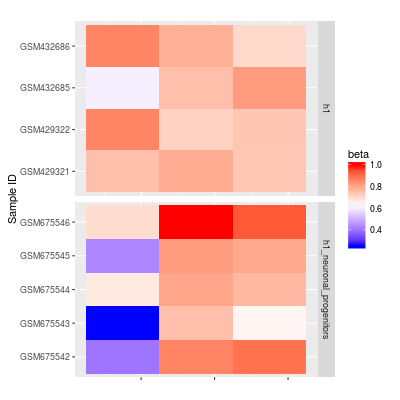 GSM432686
GSM432685
GSM429322
GSM429321
h1
GSM675546
GSM675545
GSM675544
GSM675543
GSM675542
h1_neuronal_progenitors
Sample ID
beta
1.0
0.8
0.6
0.4